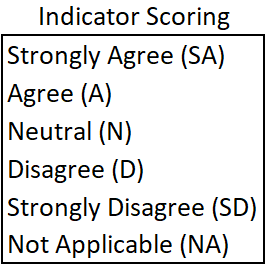 Indicator Scoring
Strongly Agree (SA)
Agree (A)
Neutral (N)
Disagree (D)
Strongly Disagree (SD)
Not Applicable (NA)